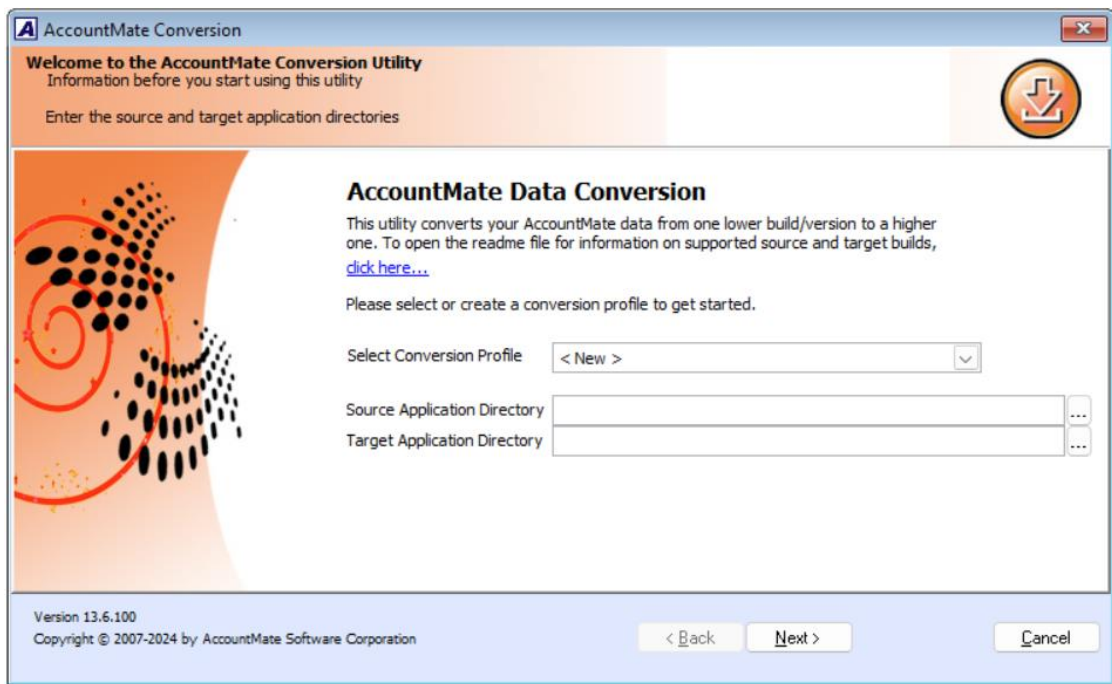 AccountMate Conversion
Welcome to the AccountMate Conversion Utility
Information before you start using this utility
Enter the source and target application directories
AccountMate Data Conversion
This utility converts your AccountMate data from one lower build/version to a higher
one. To open the readme file for information on supported source and target builds,
click here...
Please select or create a conversion profile to get started.
Select Conversion Profile < New >
Source Application Directory ...
Target Application Directory ...
Version 13.6.100
Copyright © 2007-2024 by AccountMate Software Corporation
< Back Next > Cancel